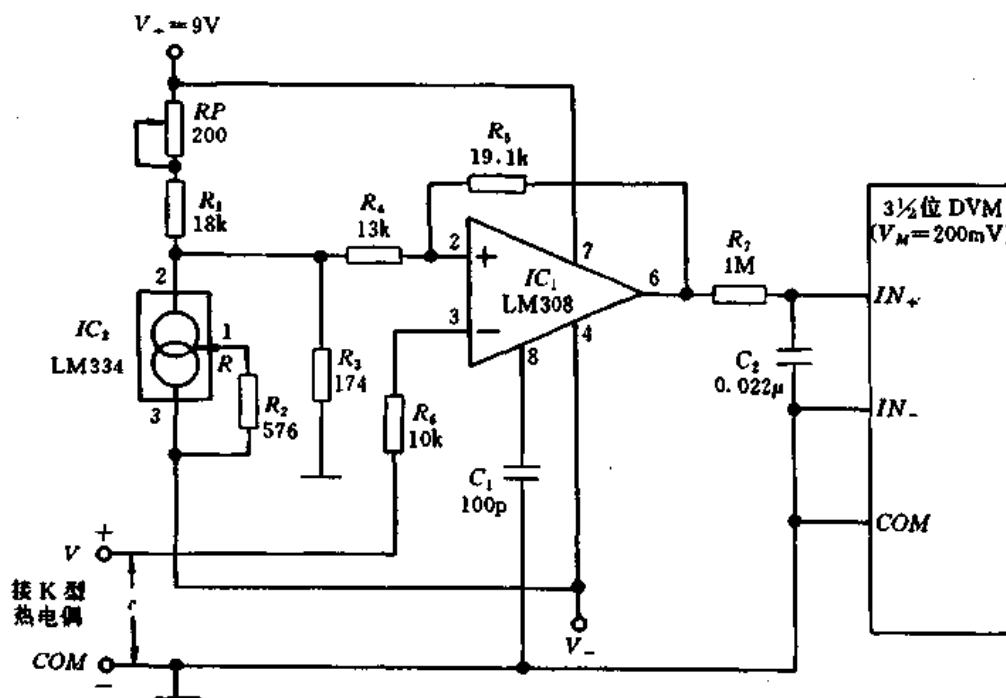 V₊=9V
RP
200
R₁
18k
R₅
19.1k
R₄
13k
3½位 DVM
(V_M=200mV)
R₇
1M
2
+
7
IC₁
LM308
6
IN₊
2
IC₂
LM334
1
R
3
3
−
4
8
R₃
174
C₂
0.022μ
R₂
576
R₆
10k
IN₋
C₁
100p
COM
+
V
接 K 型
热电偶
V₋
COM
−